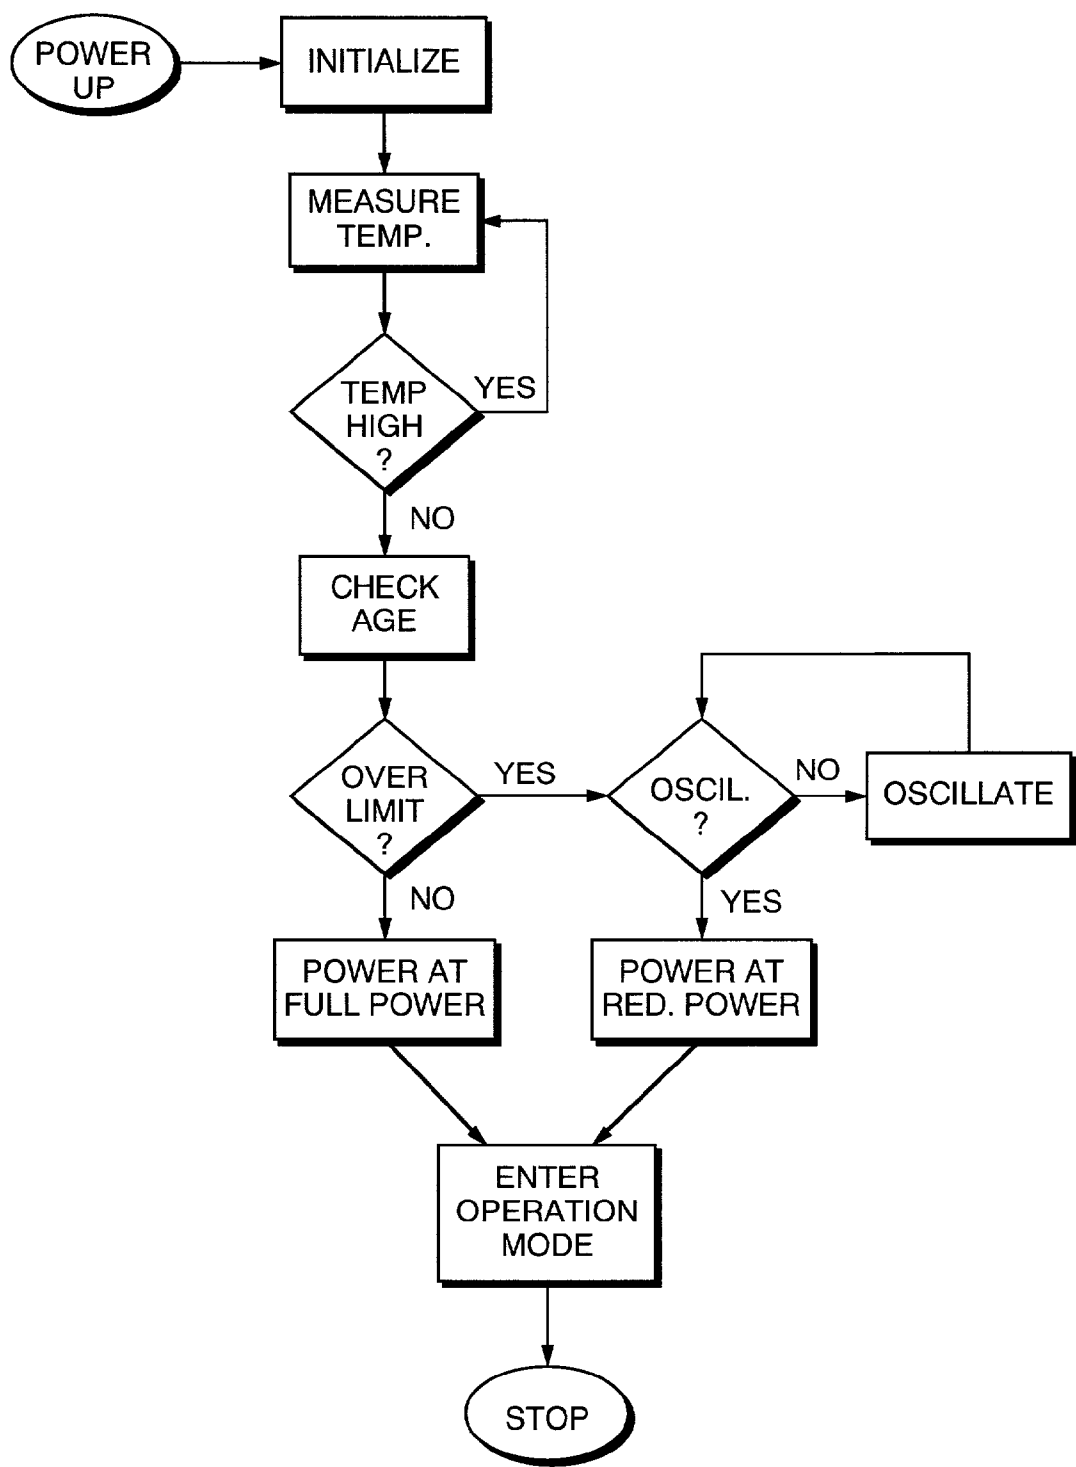 POWER
UP
INITIALIZE
MEASURE
TEMP.
TEMP
HIGH
?
YES
NO
CHECK
AGE
OVER
LIMIT
?
YES
OSCIL.
?
NO
OSCILLATE
NO
YES
POWER AT
FULL POWER
POWER AT
RED. POWER
ENTER
OPERATION
MODE
STOP